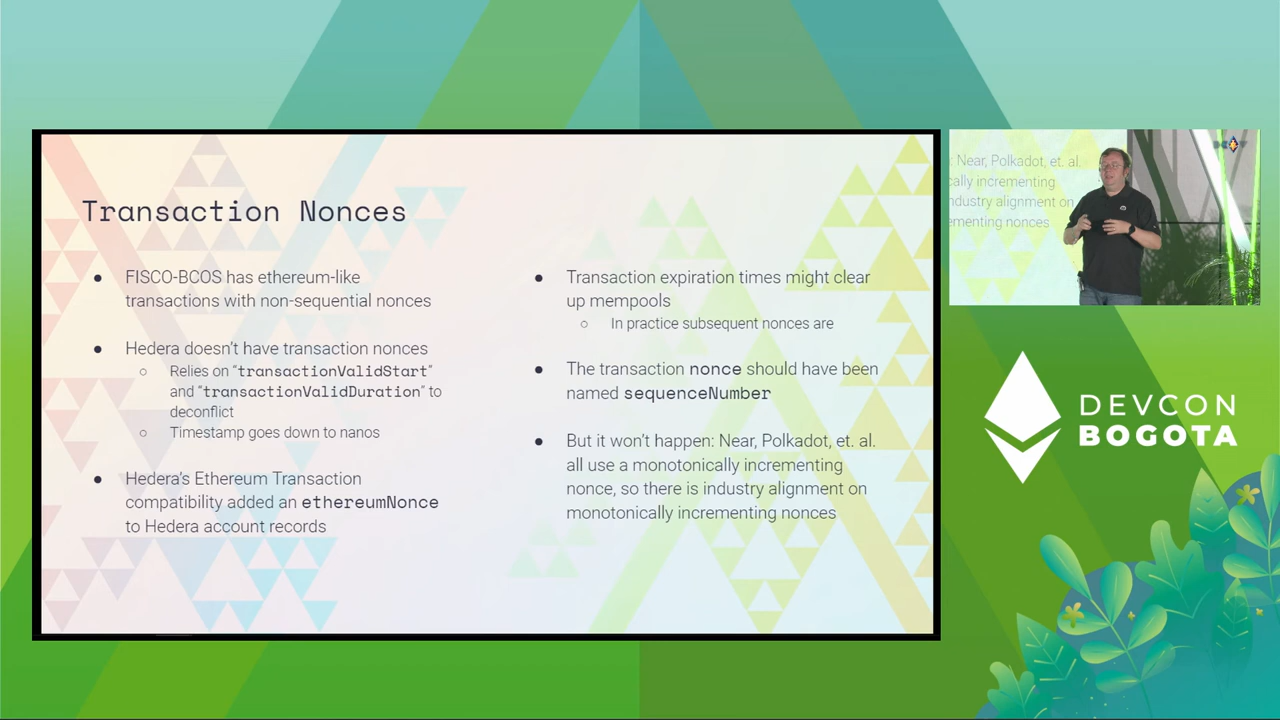 Transaction Nonces
● FISCO-BCOS has ethereum-like
transactions with non-sequential nonces
● Hedera doesn't have transaction nonces
○ Relies on “transactionValidStart”
and “transactionValidDuration” to
deconflict
○ Timestamp goes down to nanos
● Hedera's Ethereum Transaction
compatibility added an ethereumNonce
to Hedera account records
● Transaction expiration times might clear
up mempools
○ In practice subsequent nonces are
● The transaction nonce should have been
named sequenceNumber
● But it won't happen: Near, Polkadot, et. al.
all use a monotonically incrementing
nonce, so there is industry alignment on
monotonically incrementing nonces
: Near, Polkadot, et. al.
cally incrementing
ndustry alignment on
ementing nonces
DEVCON
BOGOTA